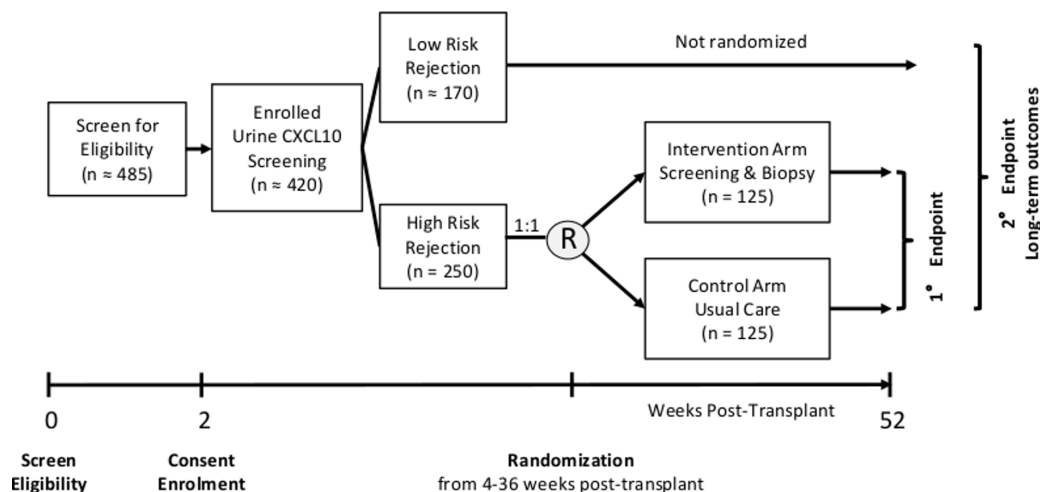 Screen for
Eligibility
(n ≈ 485)
Enrolled
Urine CXCL10
Screening
(n ≈ 420)
Low Risk
Rejection
(n ≈ 170)
Not randomized
High Risk
Rejection
(n = 250)
1:1
R
Intervention Arm
Screening & Biopsy
(n = 125)
Control Arm
Usual Care
(n = 125)
1° Endpoint
2° Endpoint
Long-term outcomes
0
2
Weeks Post-Transplant
52
Screen
Eligibility
Consent
Enrolment
Randomization
from 4-36 weeks post-transplant